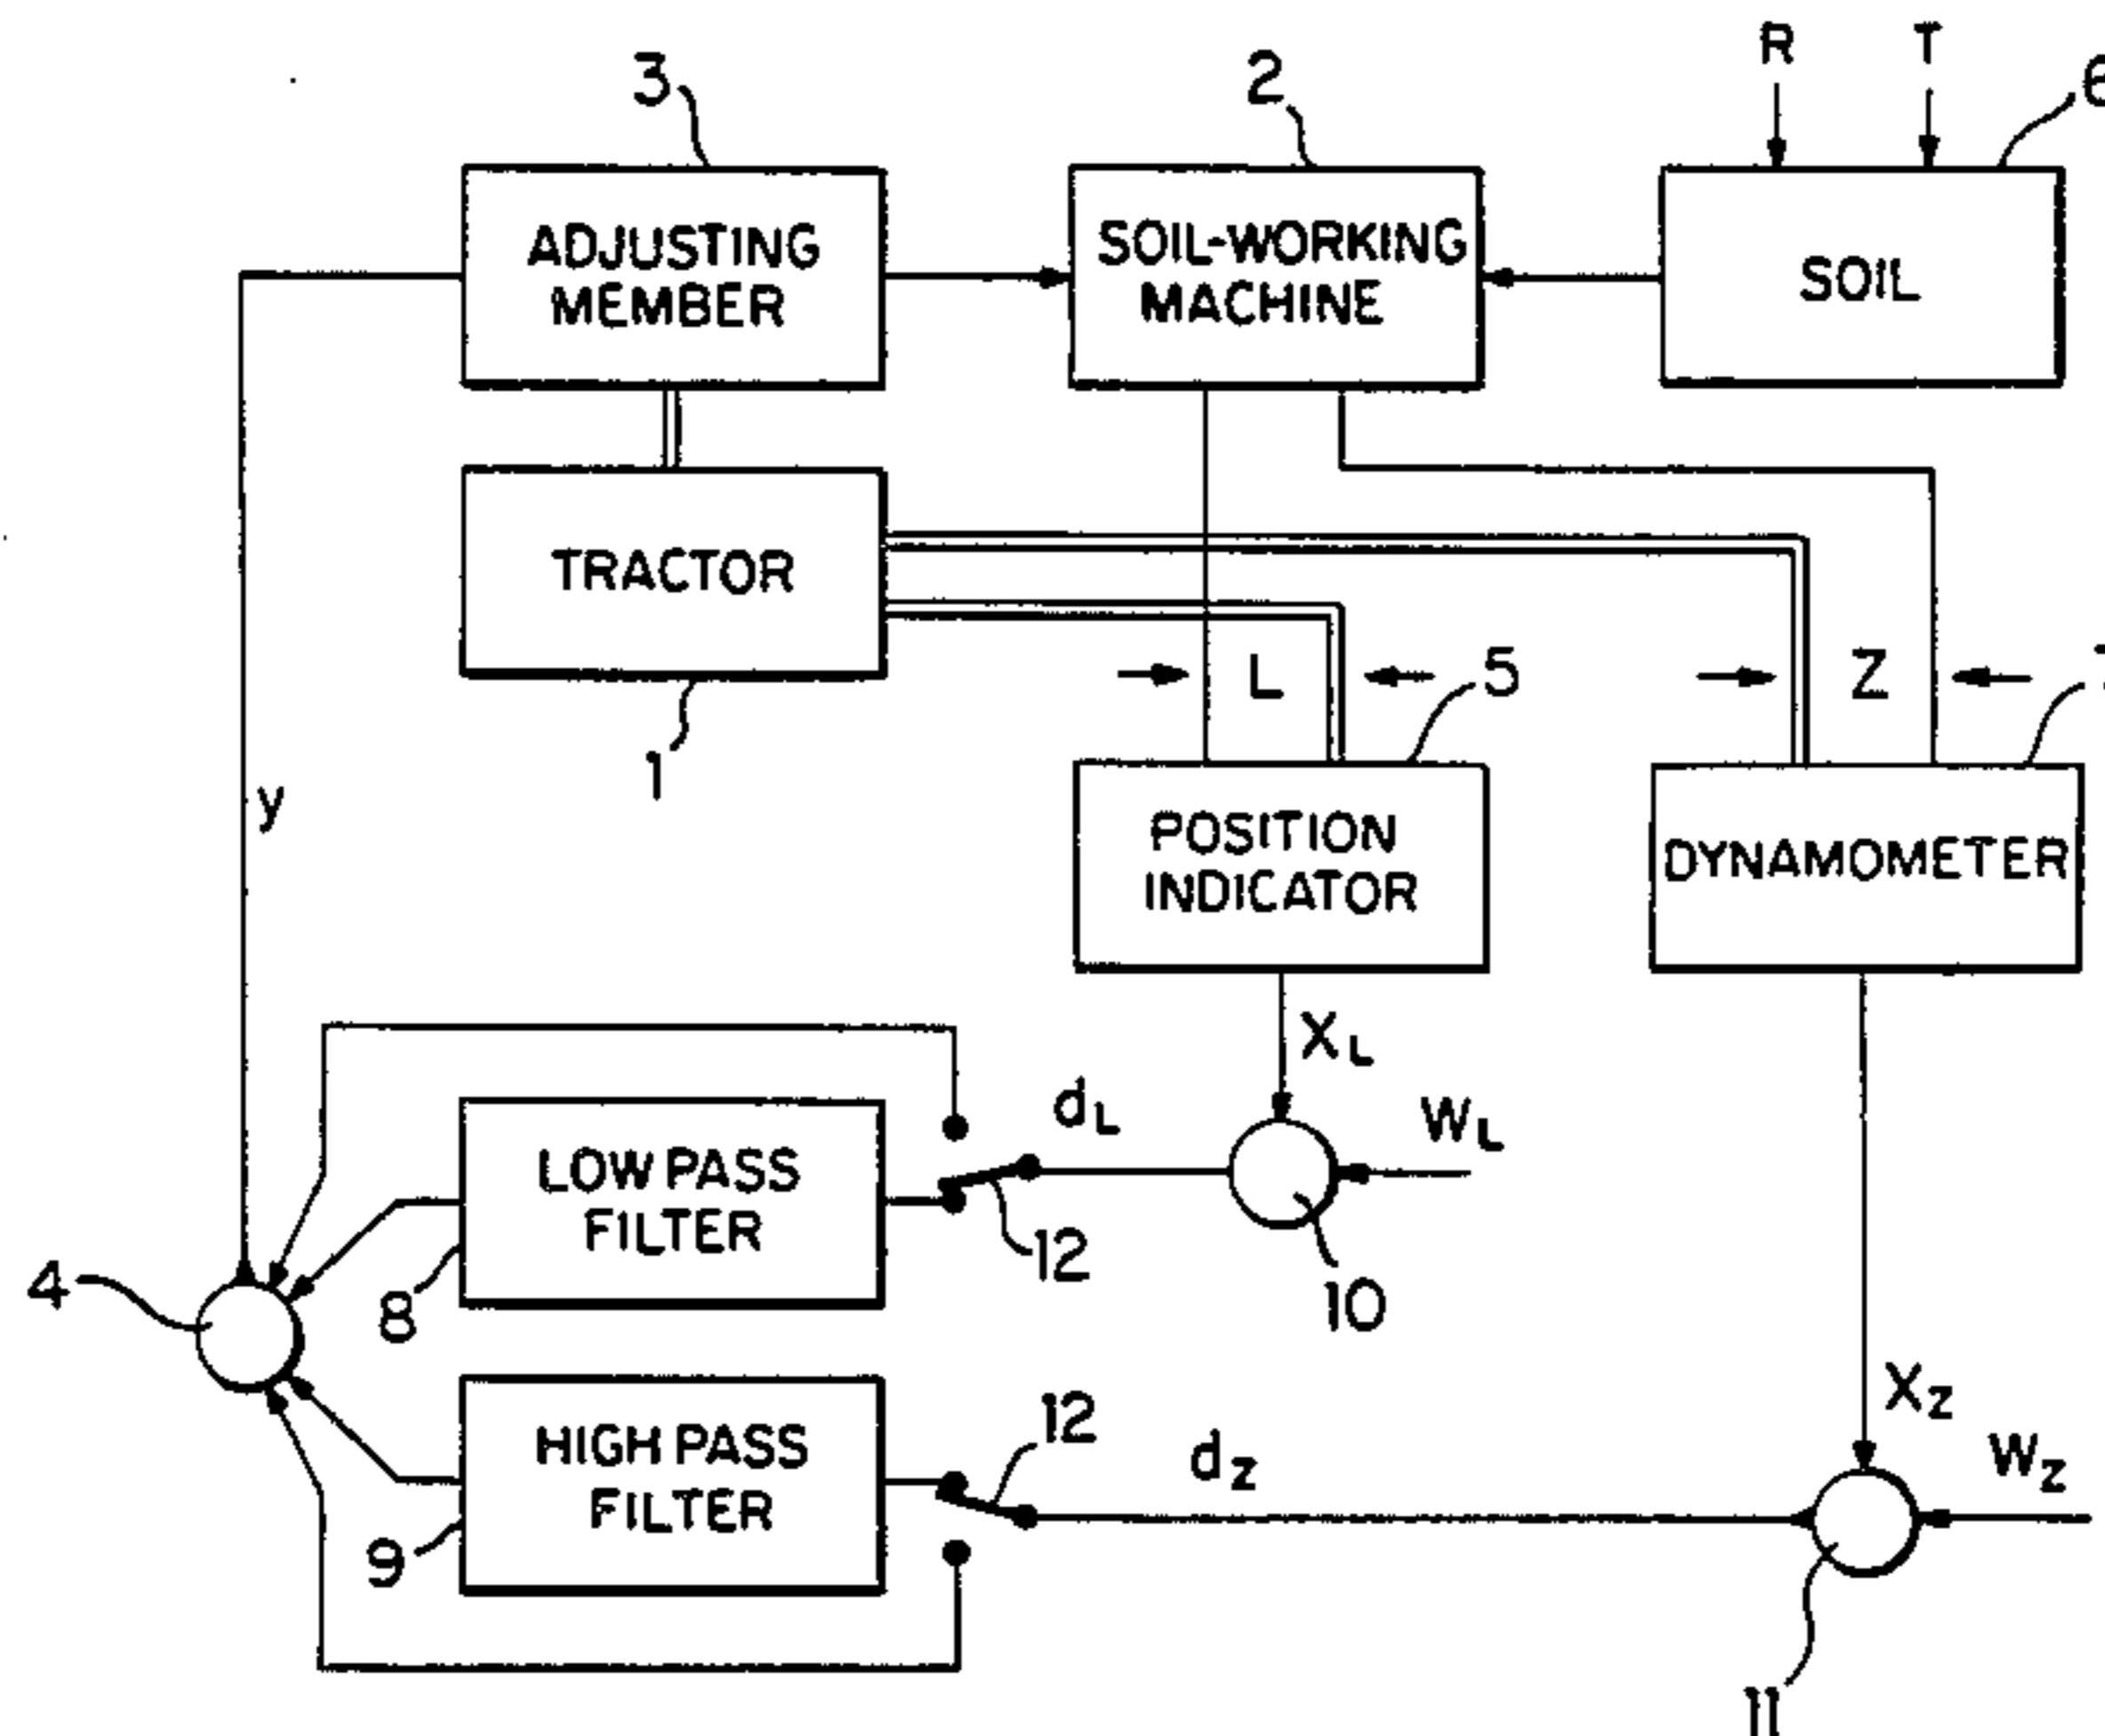 R T
3 2 6
ADJUSTING
MEMBER
SOIL-WORKING
MACHINE
SOIL
TRACTOR
L 5 Z
1
y
POSITION
INDICATOR
DYNAMOMETER
XL
dL WL
LOW PASS
FILTER
12
4 8 10
XZ
HIGH PASS
FILTER
12 dZ WZ
9
11